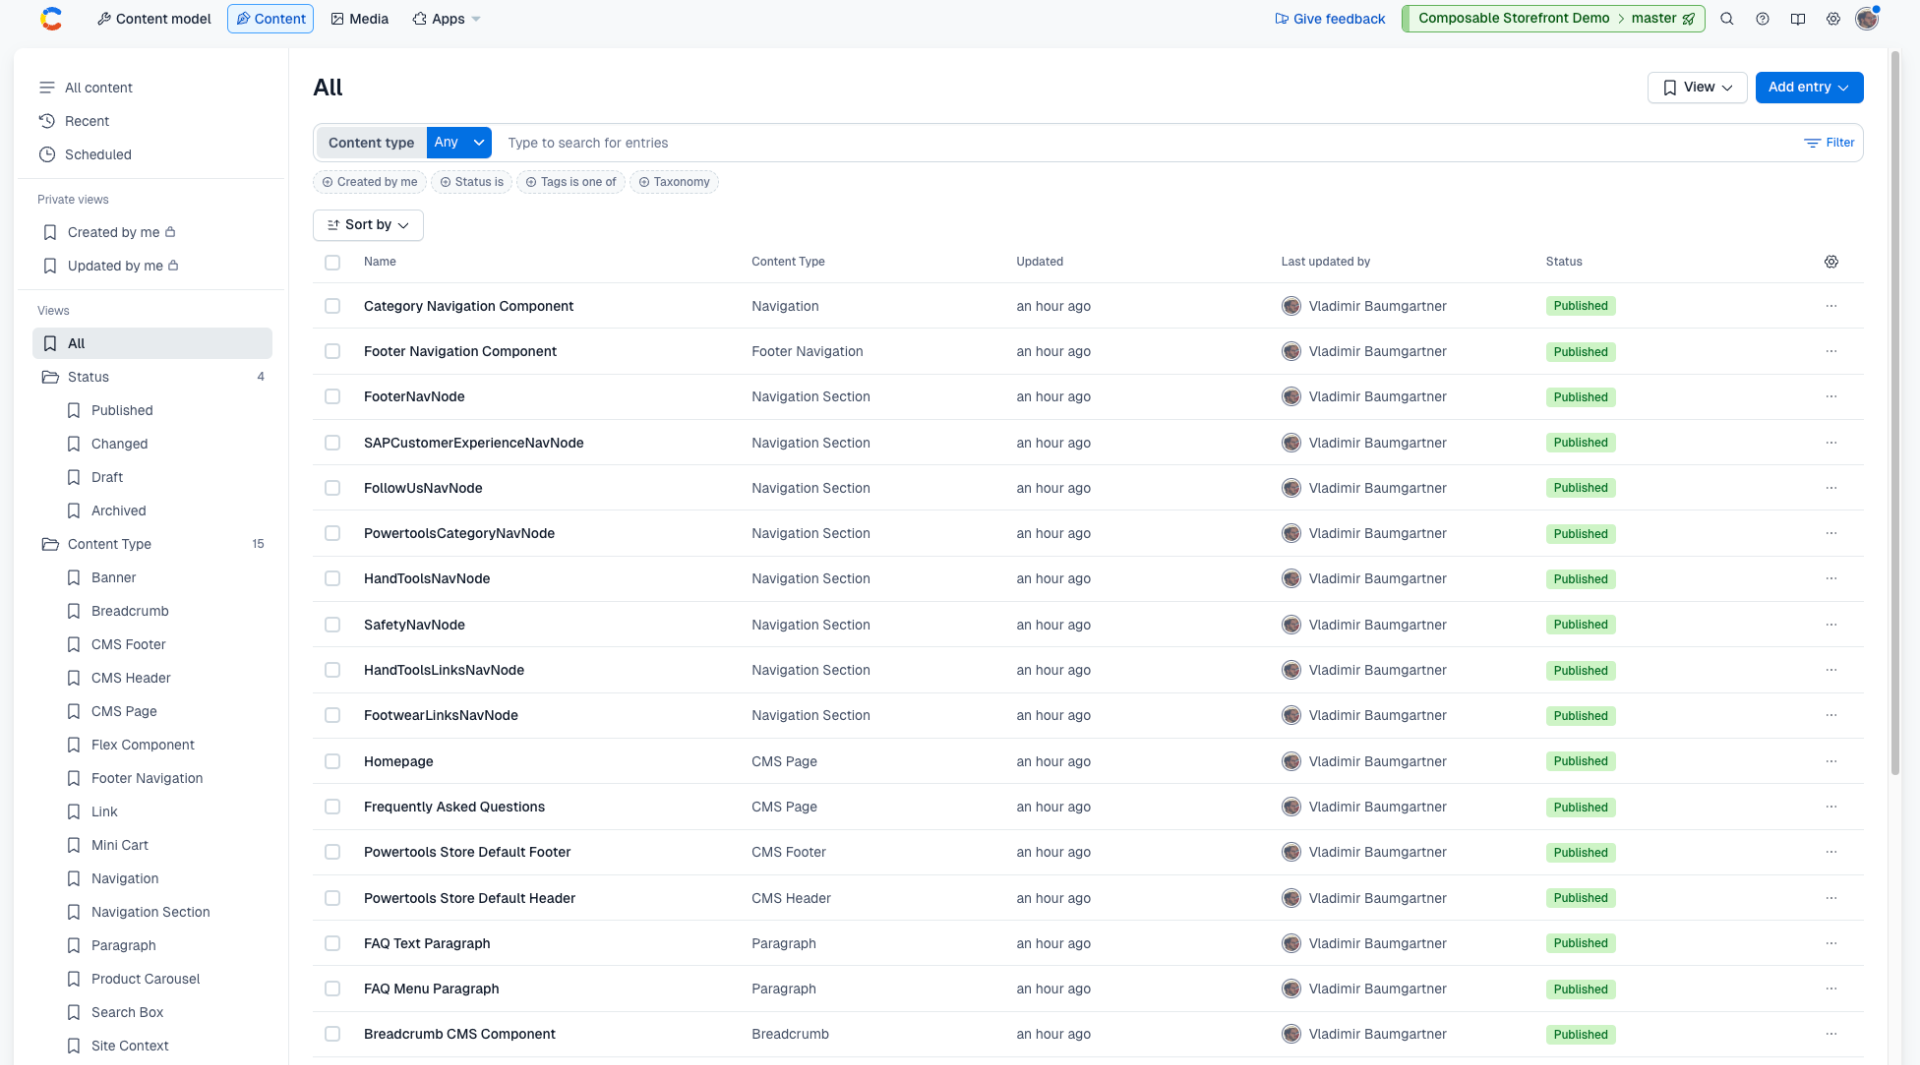 Content model
Content
Media
Apps
Give feedback
Composable Storefront Demo > master
All content
Recent
Scheduled
Private views
Created by me
Updated by me
Views
All
Status 4
Published
Changed
Draft
Archived
Content Type 15
Banner
Breadcrumb
CMS Footer
CMS Header
CMS Page
Flex Component
Footer Navigation
Link
Mini Cart
Navigation
Navigation Section
Paragraph
Product Carousel
Search Box
Site Context
All
View
Add entry
Content type Any Type to search for entries Filter
Created by me Status is Tags is one of Taxonomy
Sort by
Name Content Type Updated Last updated by Status
Category Navigation Component Navigation an hour ago Vladimir Baumgartner Published ...
Footer Navigation Component Footer Navigation an hour ago Vladimir Baumgartner Published ...
FooterNavNode Navigation Section an hour ago Vladimir Baumgartner Published ...
SAPCustomerExperienceNavNode Navigation Section an hour ago Vladimir Baumgartner Published ...
FollowUsNavNode Navigation Section an hour ago Vladimir Baumgartner Published ...
PowertoolsCategoryNavNode Navigation Section an hour ago Vladimir Baumgartner Published ...
HandToolsNavNode Navigation Section an hour ago Vladimir Baumgartner Published ...
SafetyNavNode Navigation Section an hour ago Vladimir Baumgartner Published ...
HandToolsLinksNavNode Navigation Section an hour ago Vladimir Baumgartner Published ...
FootwearLinksNavNode Navigation Section an hour ago Vladimir Baumgartner Published ...
Homepage CMS Page an hour ago Vladimir Baumgartner Published ...
Frequently Asked Questions CMS Page an hour ago Vladimir Baumgartner Published ...
Powertools Store Default Footer CMS Footer an hour ago Vladimir Baumgartner Published ...
Powertools Store Default Header CMS Header an hour ago Vladimir Baumgartner Published ...
FAQ Text Paragraph Paragraph an hour ago Vladimir Baumgartner Published ...
FAQ Menu Paragraph Paragraph an hour ago Vladimir Baumgartner Published ...
Breadcrumb CMS Component Breadcrumb an hour ago Vladimir Baumgartner Published ...